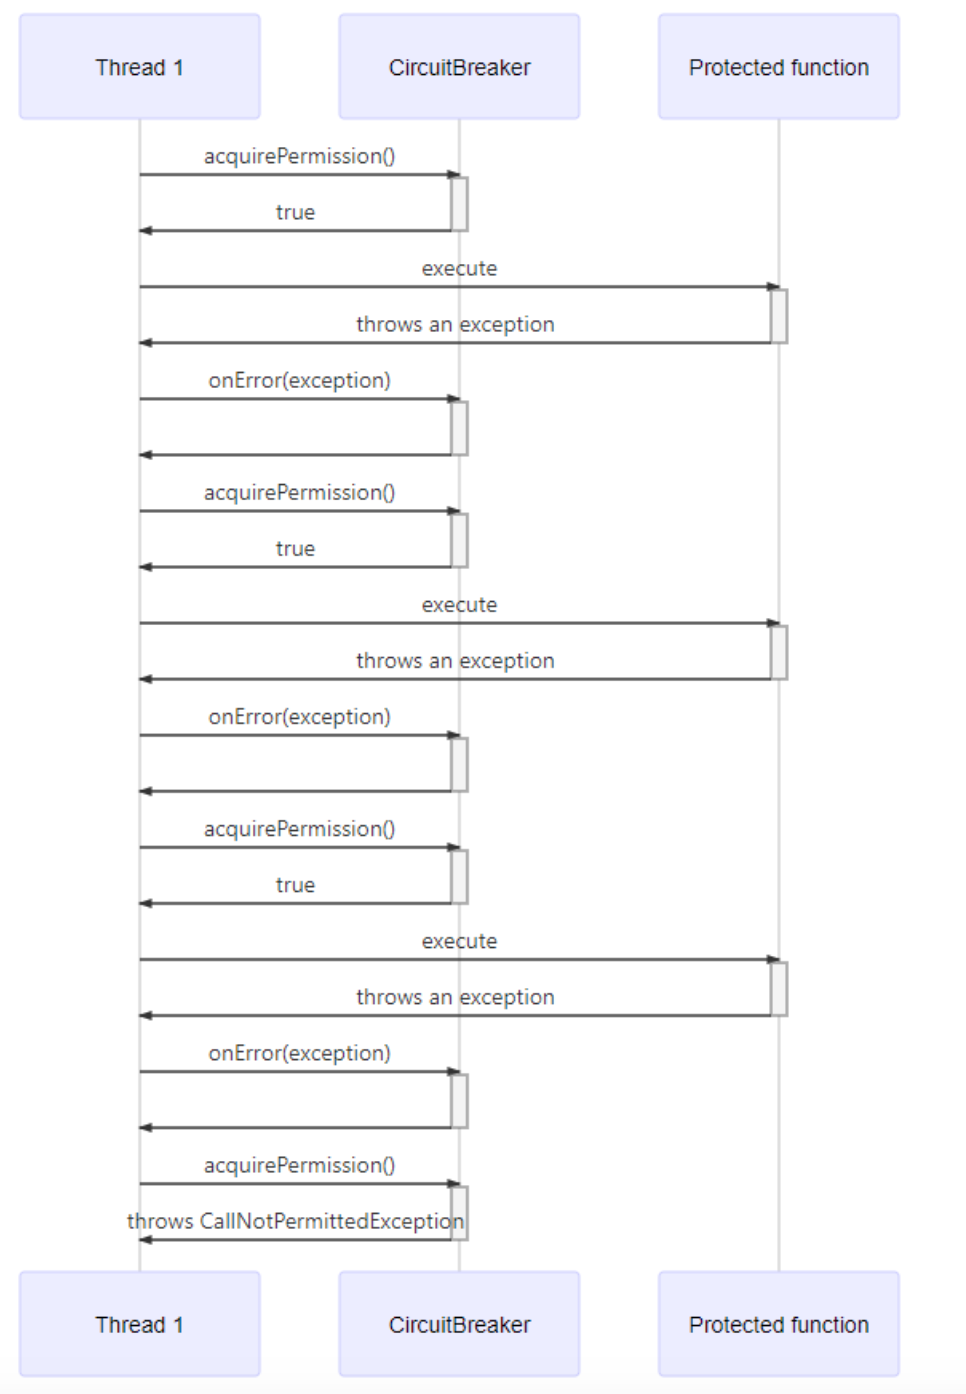 Thread 1
CircuitBreaker
Protected function
acquirePermission()
true
execute
throws an exception
onError(exception)
acquirePermission()
true
execute
throws an exception
onError(exception)
acquirePermission()
true
execute
throws an exception
onError(exception)
acquirePermission()
throws CallNotPermittedException
Thread 1
CircuitBreaker
Protected function